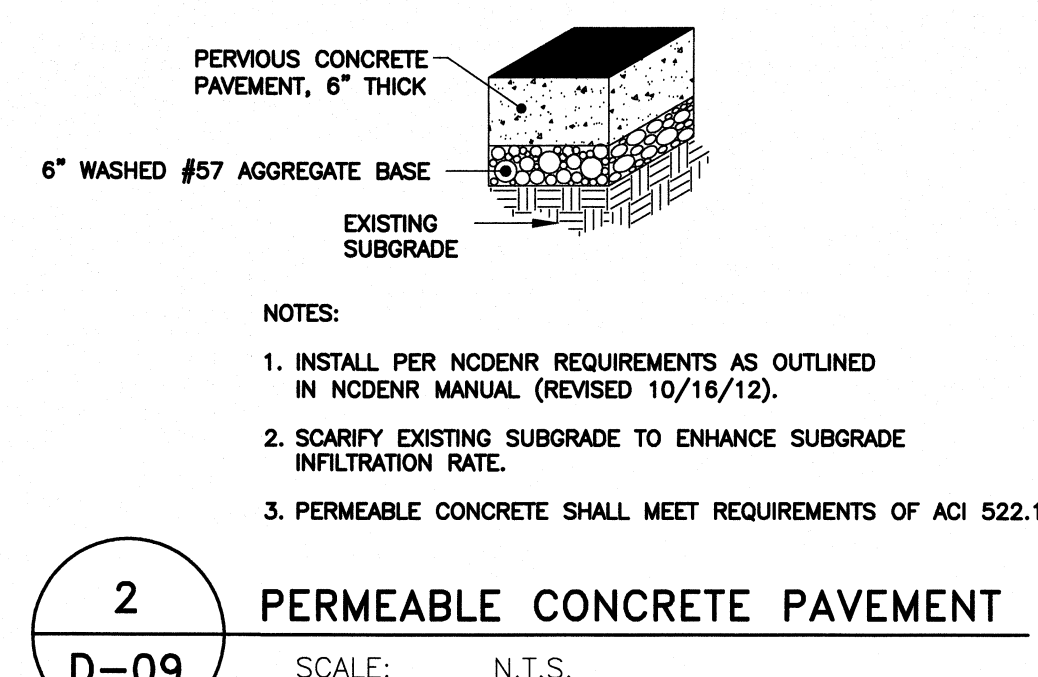 PERVIOUS CONCRETE
PAVEMENT, 6" THICK
6" WASHED #57 AGGREGATE BASE
EXISTING
SUBGRADE
NOTES:
1. INSTALL PER NCDENR REQUIREMENTS AS OUTLINED
IN NCDENR MANUAL (REVISED 10/16/12).
2. SCARIFY EXISTING SUBGRADE TO ENHANCE SUBGRADE
INFILTRATION RATE.
3. PERMEABLE CONCRETE SHALL MEET REQUIREMENTS OF ACI 522.1
2
PERMEABLE CONCRETE PAVEMENT
D-09
SCALE: N.T.S.